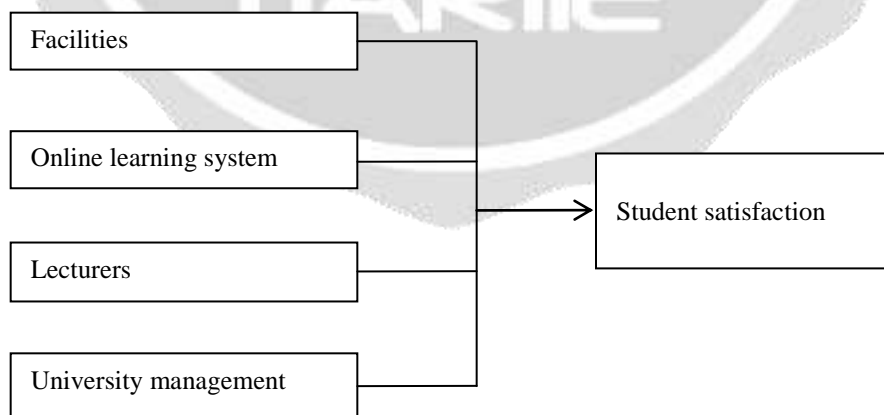 Facilities
Online learning system
Lecturers
University management
Student satisfaction